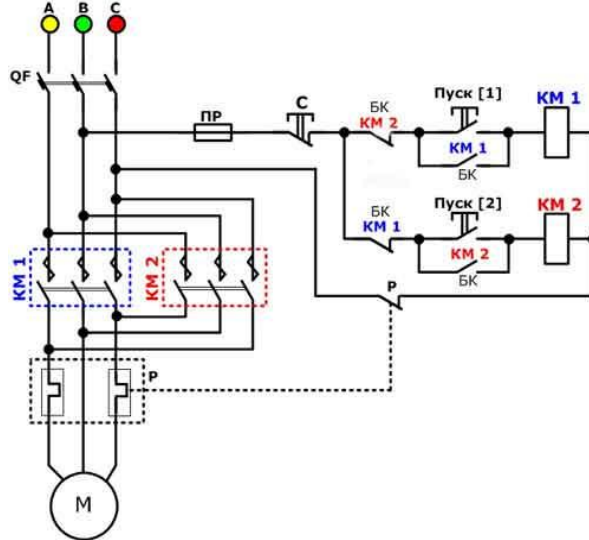 A B C
QF
ПР
С
БК
КМ 2
Пуск [1]
КМ 1
БК
КМ 1
БК
КМ 1
Пуск [2]
КМ 2
БК
КМ 2
КМ 1
КМ 2
Р
Р
М